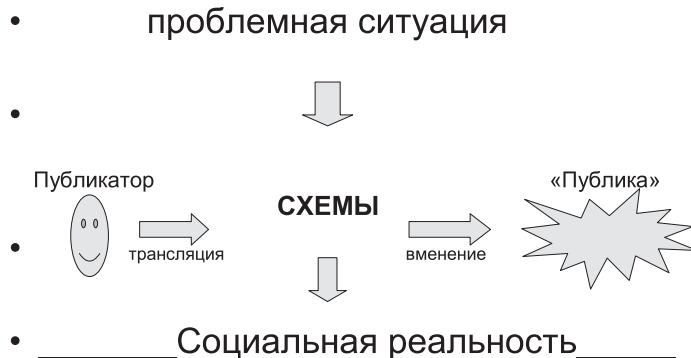 • проблемная ситуация
•
Публикатор «Публика»
СХЕМЫ
• трансляция вменение
• Социальная реальность